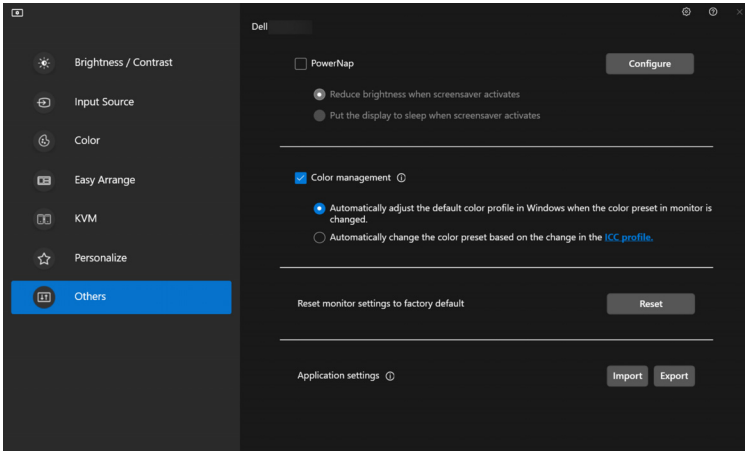 Dell
Brightness / Contrast
Input Source
Color
Easy Arrange
KVM
Personalize
Others
PowerNap
Configure
Reduce brightness when screensaver activates
Put the display to sleep when screensaver activates
Color management
Automatically adjust the default color profile in Windows when the color preset in monitor is
changed.
Automatically change the color preset based on the change in the ICC profile.
Reset monitor settings to factory default
Reset
Application settings
Import
Export